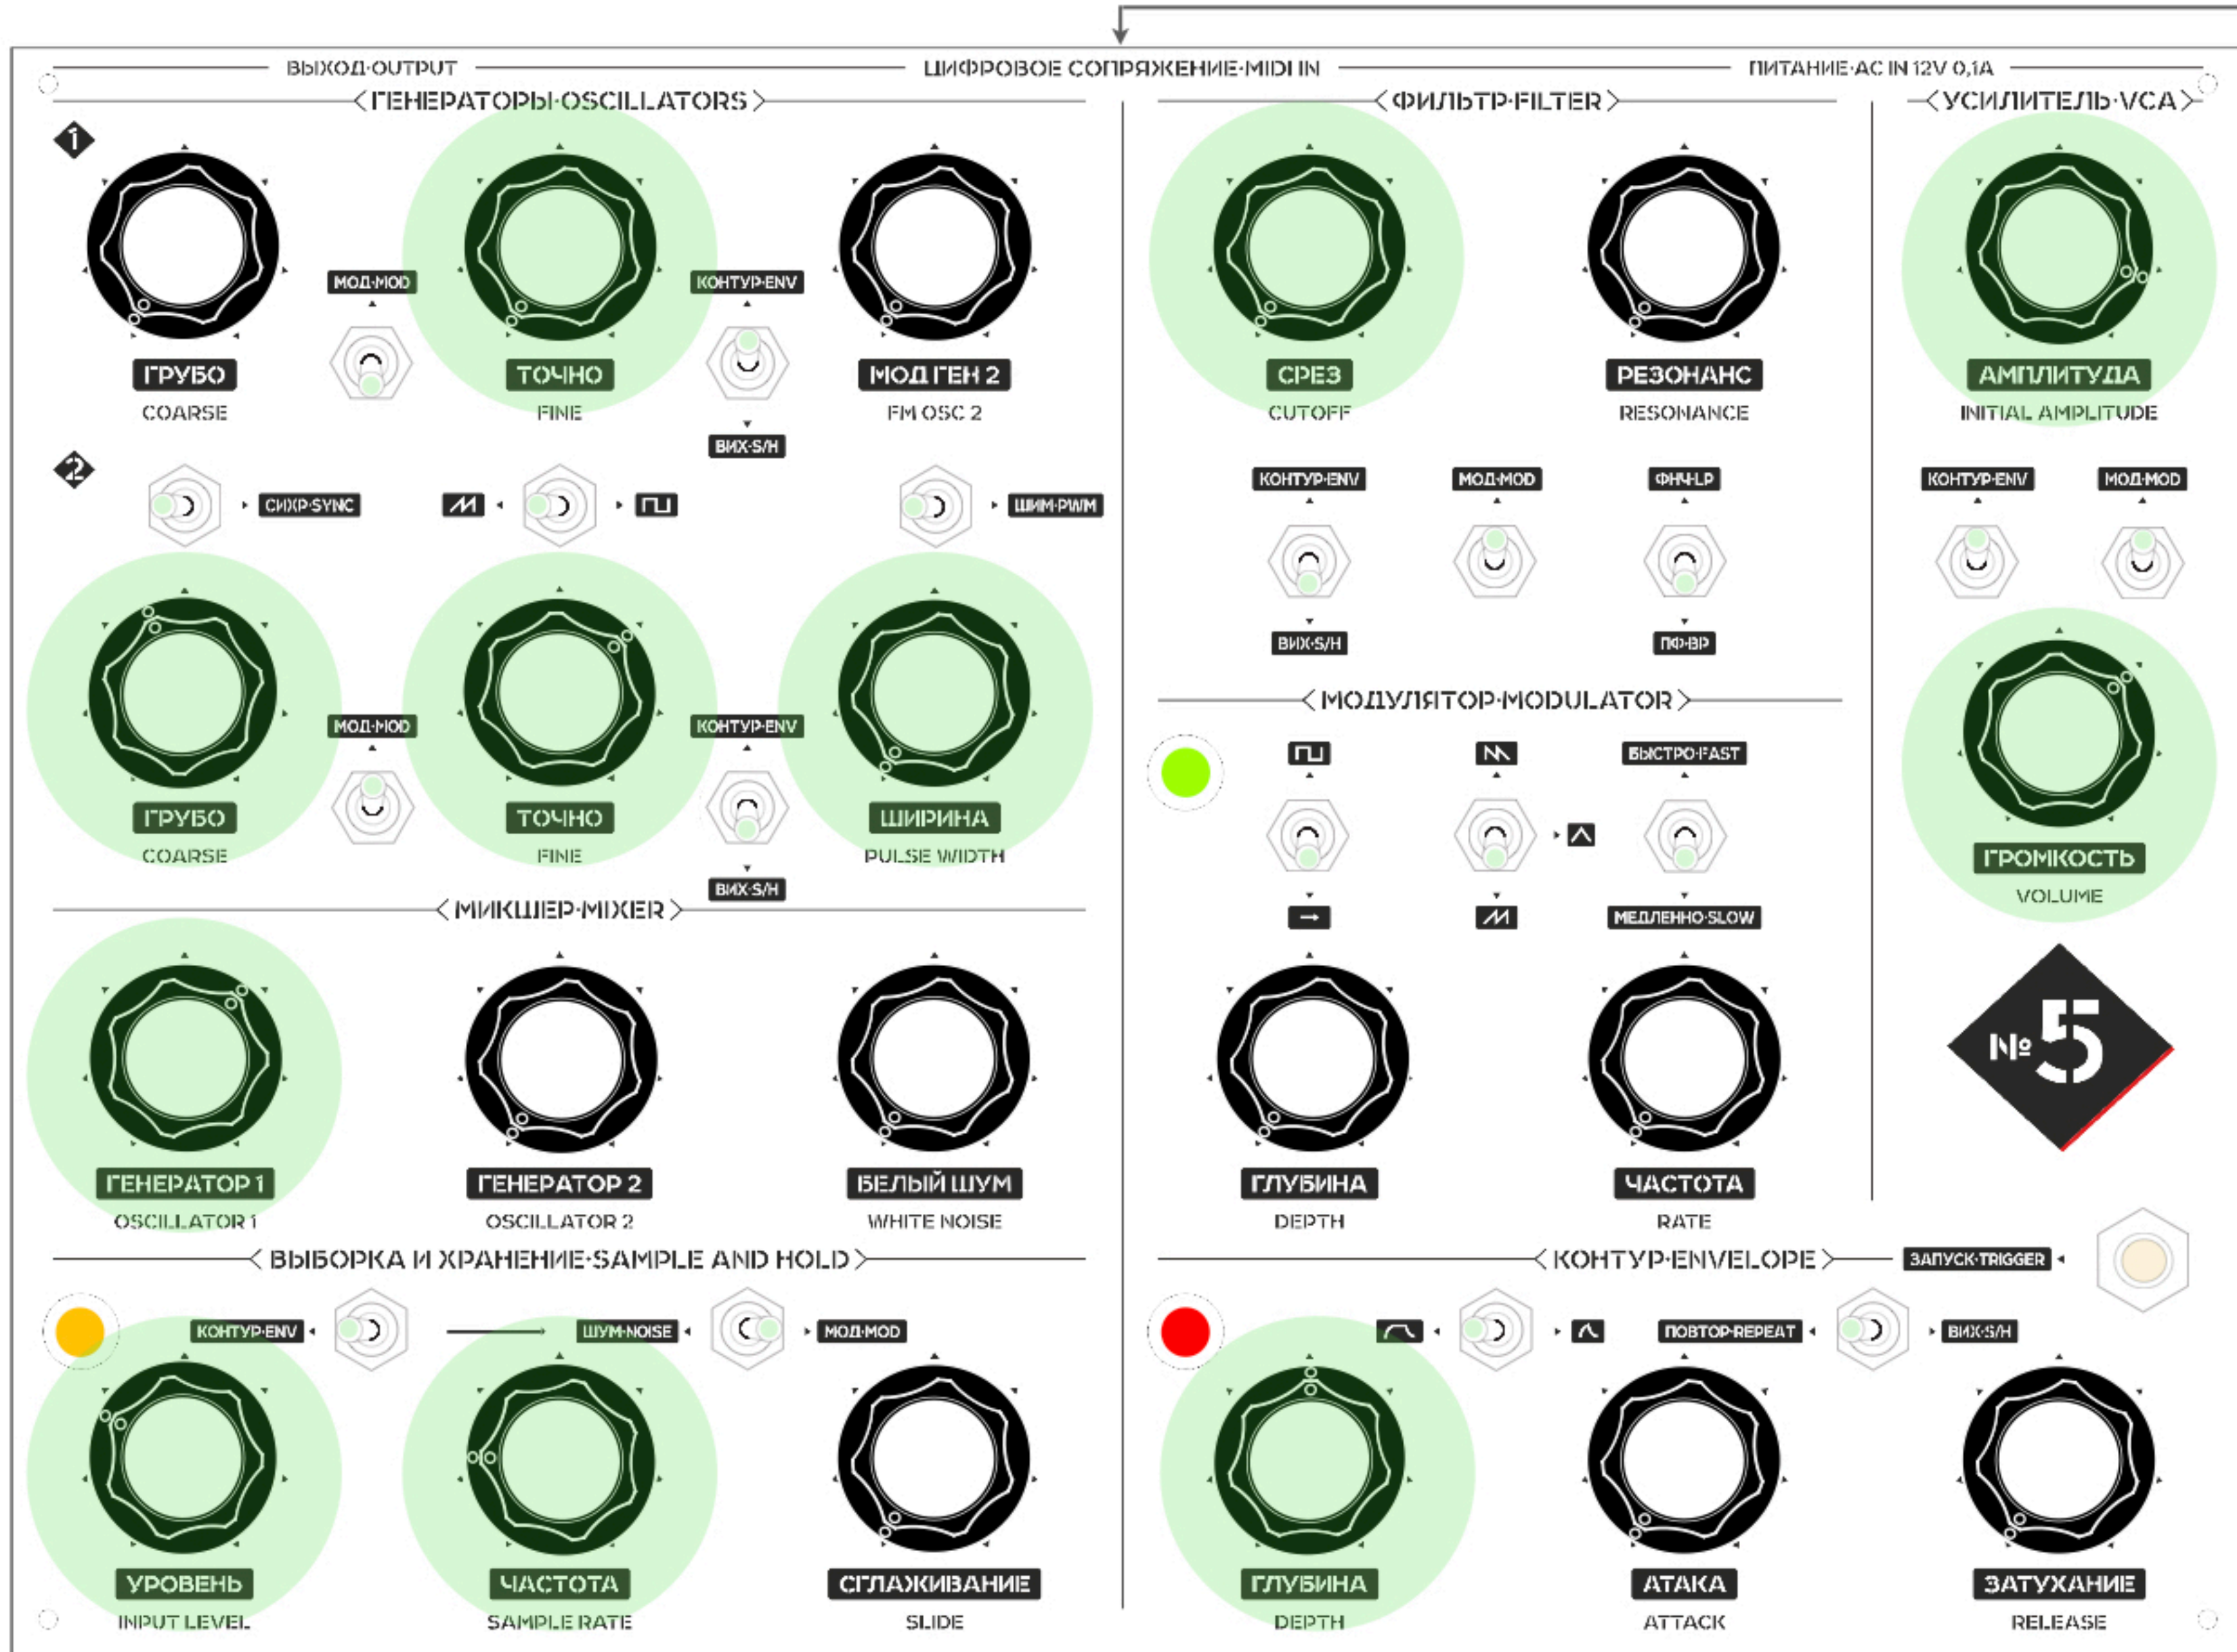 ВЫХОД·OUTPUT
ЦИФРОВОЕ СОПРЯЖЕНИЕ·MIDI IN
ПИТАНИЕ·AC IN 12V 0,1A
ГЕНЕРАТОРЫ·OSCILLATORS
ФИЛЬТР·FILTER
УСИЛИТЕЛЬ·VCA
1
МОД·MOD
КОНТУР·ENV
ГРУБО
ТОЧНО
МОД ГЕН 2
СРЕЗ
РЕЗОНАНС
АМПЛИТУДА
COARSE
FINE
FM OSC 2
CUTOFF
RESONANCE
INITIAL AMPLITUDE
ВИХ·S/H
2
СИХР·SYNC
ШИМ·PWM
КОНТУР·ENV
МОД·MOD
ФНЧ·LP
КОНТУР·ENV
МОД·MOD
ВИХ·S/H
ПФ·BP
МОД·MOD
КОНТУР·ENV
МОДУЛЯТОР·MODULATOR
БЫСТРО·FAST
ГРУБО
ТОЧНО
ШИРИНА
COARSE
FINE
PULSE WIDTH
ГРОМКОСТЬ
VOLUME
ВИХ·S/H
МИКШЕР·MIXER
МЕДЛЕННО·SLOW
№5
ГЕНЕРАТОР 1
ГЕНЕРАТОР 2
БЕЛЫЙ ШУМ
ГЛУБИНА
ЧАСТОТА
OSCILLATOR 1
OSCILLATOR 2
WHITE NOISE
DEPTH
RATE
ВЫБОРКА И ХРАНЕНИЕ·SAMPLE AND HOLD
КОНТУР·ENVELOPE
ЗАПУСК·TRIGGER
КОНТУР·ENV
ШУМ·NOISE
МОД·MOD
ПОВТОР·REPEAT
ВИХ·S/H
УРОВЕНЬ
ЧАСТОТА
СГЛАЖИВАНИЕ
ГЛУБИНА
АТАКА
ЗАТУХАНИЕ
INPUT LEVEL
SAMPLE RATE
SLIDE
DEPTH
ATTACK
RELEASE